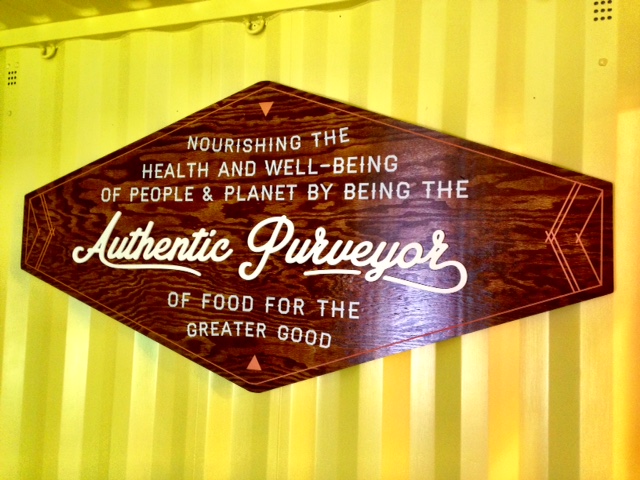 NOURISHING THE
HEALTH AND WELL-BEING
OF PEOPLE & PLANET BY BEING THE
Authentic Purveyor
OF FOOD FOR THE
GREATER GOOD